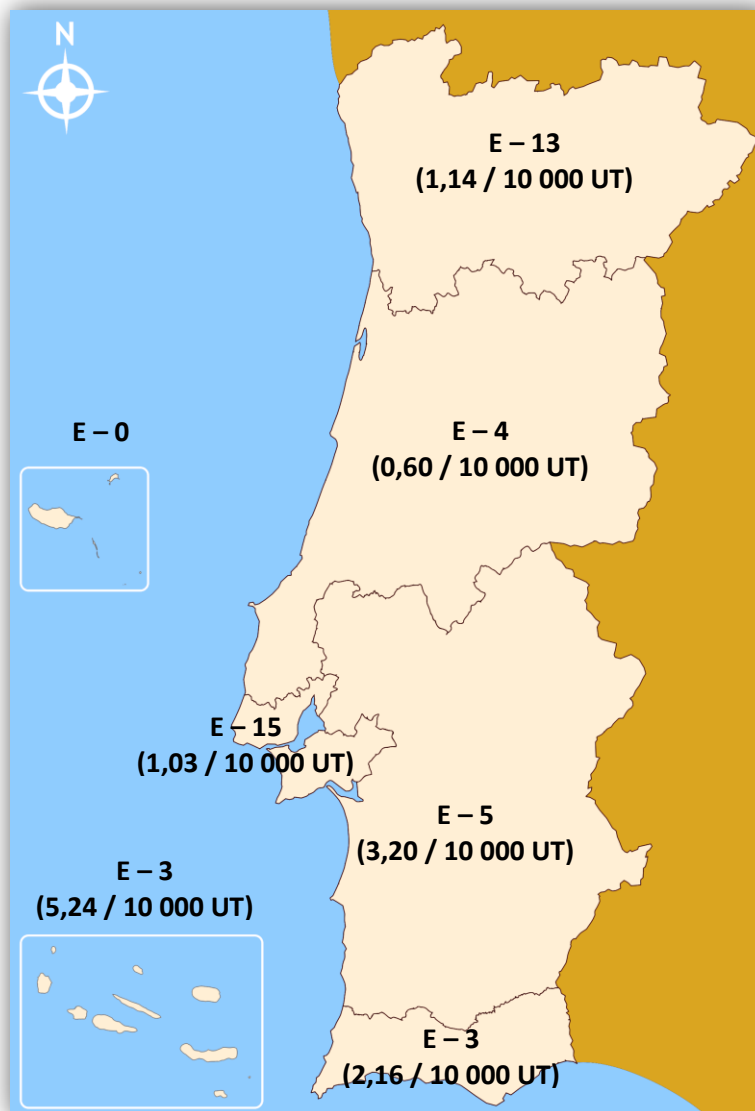 N
E – 13
(1,14 / 10 000 UT)
E – 0
E – 4
(0,60 / 10 000 UT)
E – 15
(1,03 / 10 000 UT)
E – 5
(3,20 / 10 000 UT)
E – 3
(5,24 / 10 000 UT)
E – 3
(2,16 / 10 000 UT)